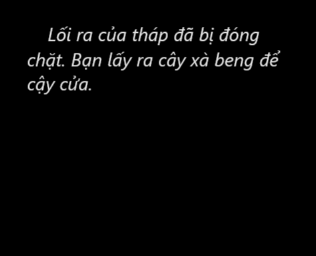 Lối ra của tháp đã bị đóng
chặt. Bạn lấy ra cây xà beng để
cậy cửa.